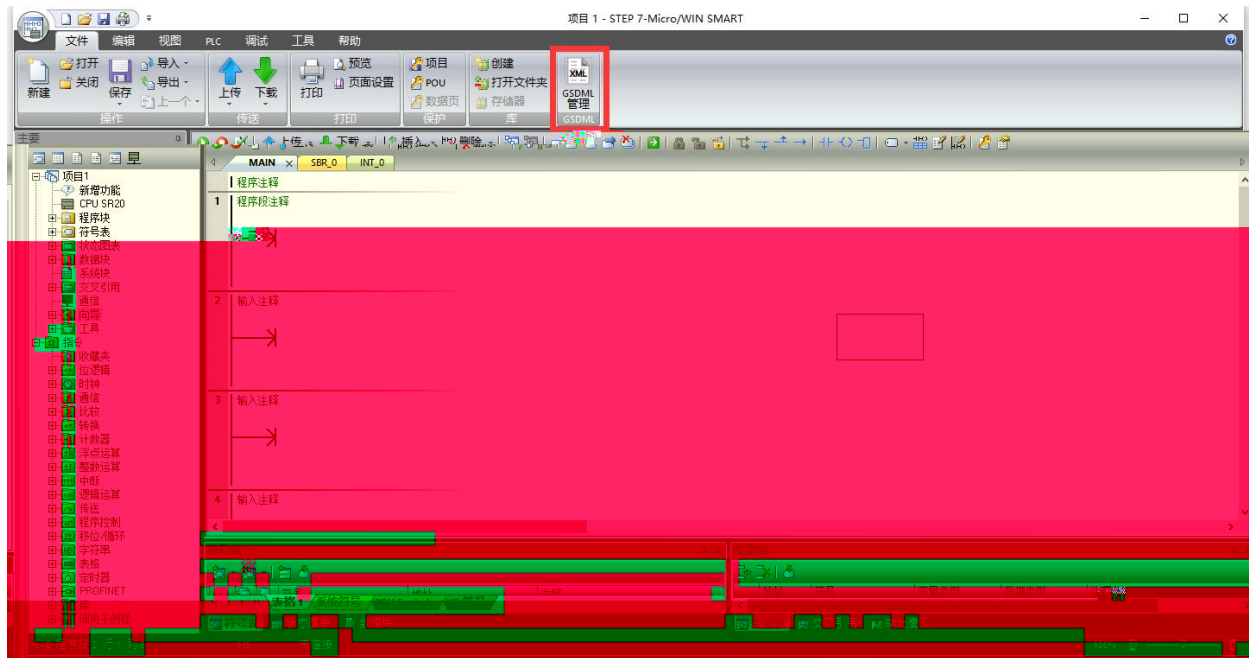 项目 1 - STEP 7-Micro/WIN SMART
文件 编辑 视图 PLC 调试 工具 帮助
新建 打开 关闭 保存 导入 导出 上一个
上传 下载
打印 预览 页面设置
项目 POU 数据页
创建 打开文件夹 存储器
XML GSDML 管理
操作 传送 打印 保护 库 GSDML
主要
上传 下载 插入 删除
MAIN SBR_0 INT_0
项目1
新增功能
CPU SR20
程序块
符号表
状态图表
数据块
系统块
交叉引用
通信
向导
工具
指令
收藏夹
位逻辑
时钟
通信
比较
转换
计数器
浮点运算
整数运算
中断
逻辑运算
传送
程序控制
移位/循环
字符串
表格
定时器
PROFINET
库
调用子例程
程序注释
1 程序段注释
2 输入注释
3 输入注释
4 输入注释
表格 1 系统符号
100%